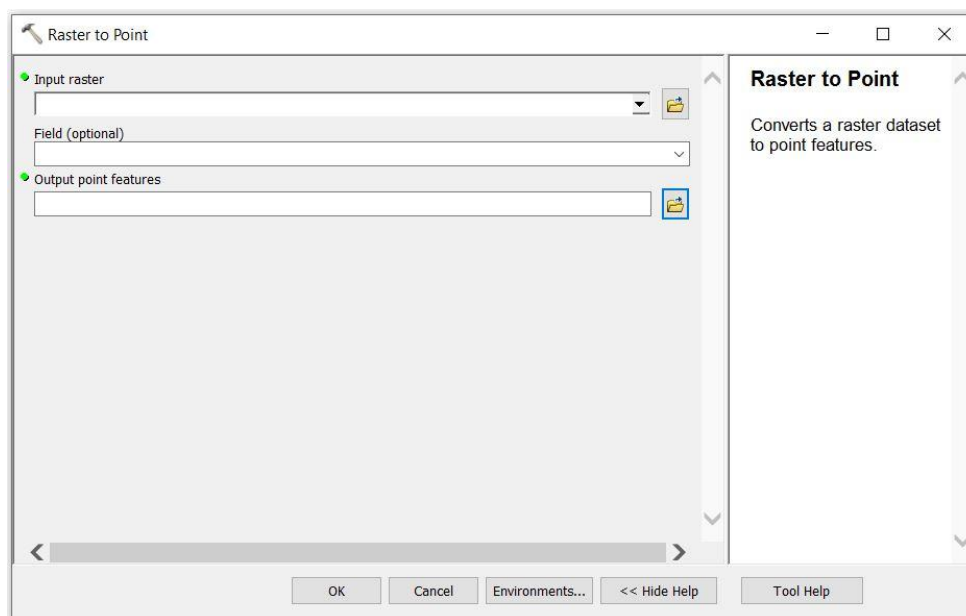 Raster to Point
Input raster
Field (optional)
Output point features
Raster to Point
Converts a raster dataset
to point features.
OK
Cancel
Environments...
<< Hide Help
Tool Help